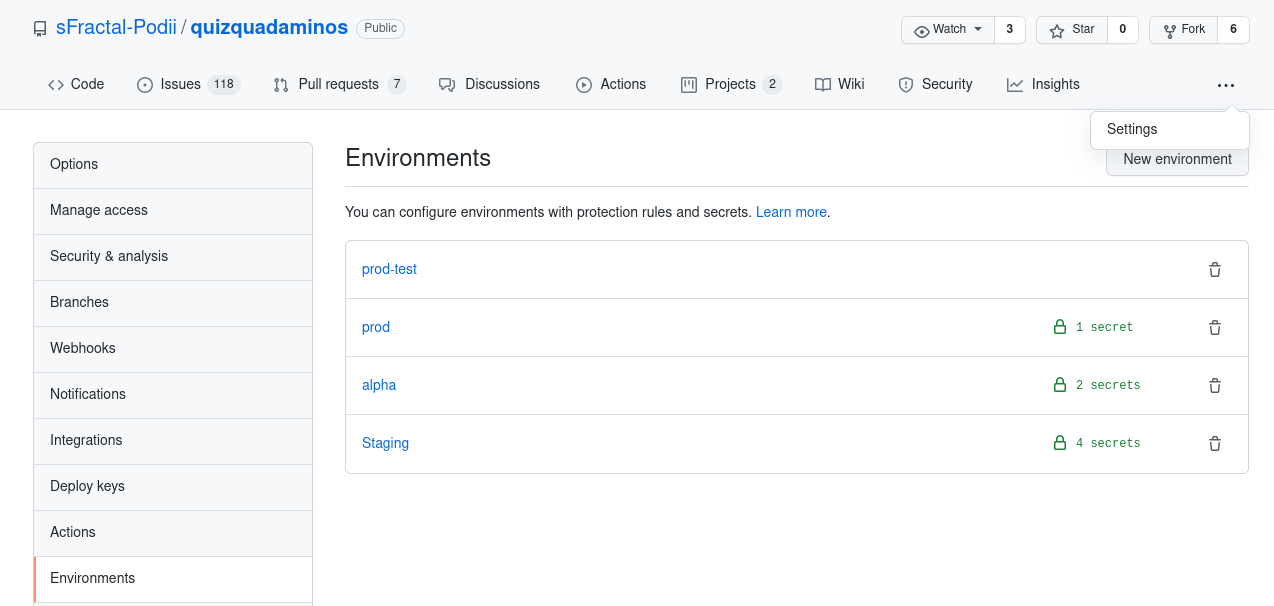 sFractal-Podii / quizquadaminos Public
Watch 3 Star 0 Fork 6
Code Issues 118 Pull requests 7 Discussions Actions Projects 2 Wiki Security Insights ...
Settings
Options
Manage access
Security & analysis
Branches
Webhooks
Notifications
Integrations
Deploy keys
Actions
Environments
Environments
New environment
You can configure environments with protection rules and secrets. Learn more.
prod-test
prod 1 secret
alpha 2 secrets
Staging 4 secrets